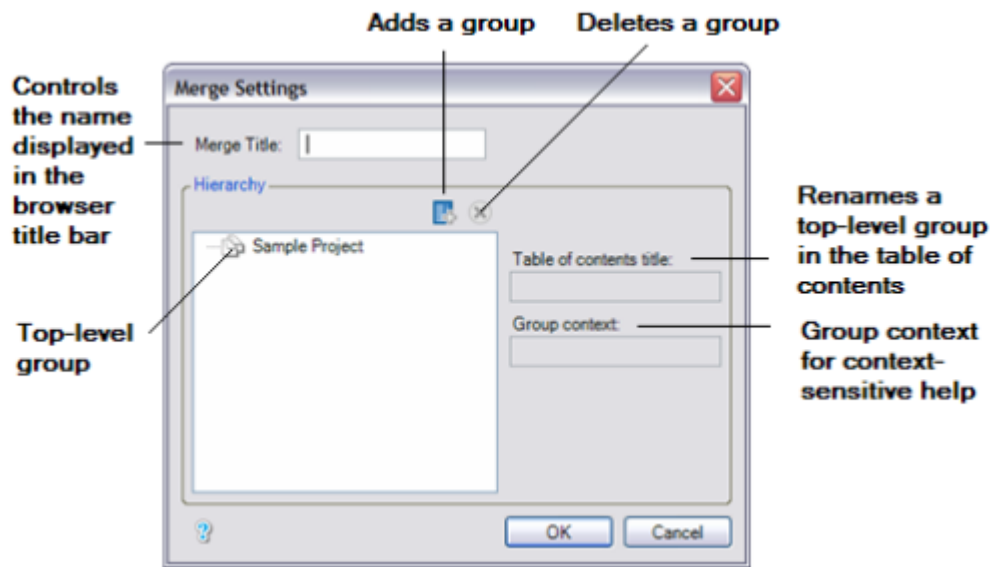 Adds a group
Deletes a group
Controls
the name
displayed
in the
browser
title bar
Merge Settings
Merge Title:
Hierarchy
Sample Project
Table of contents title:
Group context:
Renames a
top-level group
in the table of
contents
Top-level
group
Group context
for context-
sensitive help
?
OK
Cancel